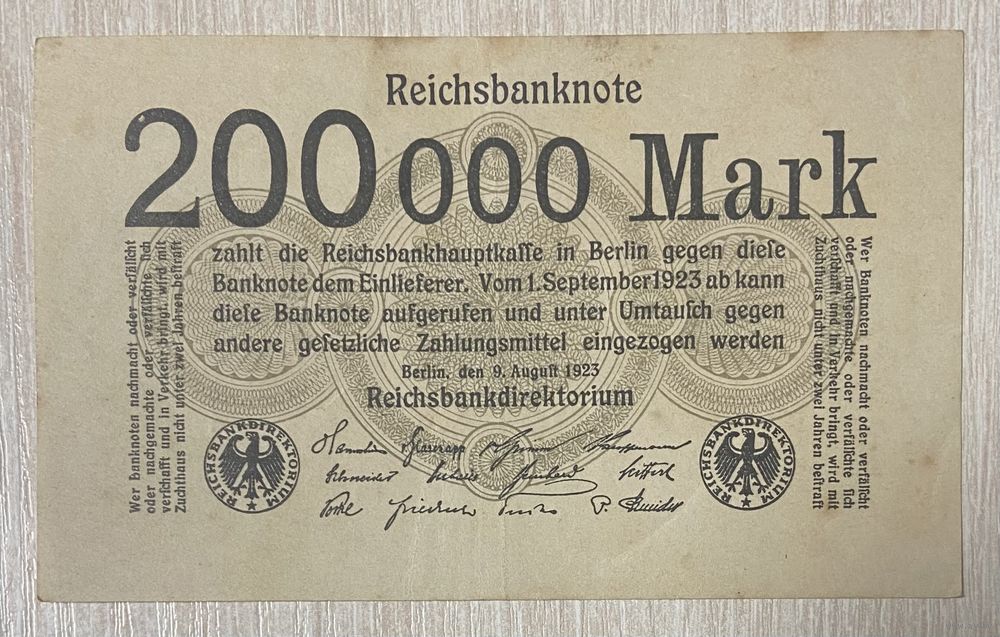 Reichsbanknote
200000 Mark
zahlt die Reichsbankhauptkaſſe in Berlin gegen dieſe
Banknote dem Einlieferer. Vom 1. September 1923 ab kann
dieſe Banknote aufgerufen und unter Umtauſch gegen
andere geſetzliche Zahlungsmittel eingezogen werden
Berlin, den 9. Auguſt 1923
Reichsbankdirektorium
Wer Banknoten nachmacht oder verfälſcht
oder nachgemachte oder verfälſchte ſich
verſchafft und in Verkehr bringt, wird mit
Zuchthaus nicht unter zwei Jahren beſtraft
Wer Banknoten nachmacht oder verfälſcht
oder nachgemachte oder verfälſchte ſich
verſchafft und in Verkehr bringt, wird mit
Zuchthaus nicht unter zwei Jahren beſtraft
REICHSBANKDIREKTORIUM
REICHSBANKDIREKTORIUM
Schneider
Vocke Friedrich P. Schneider